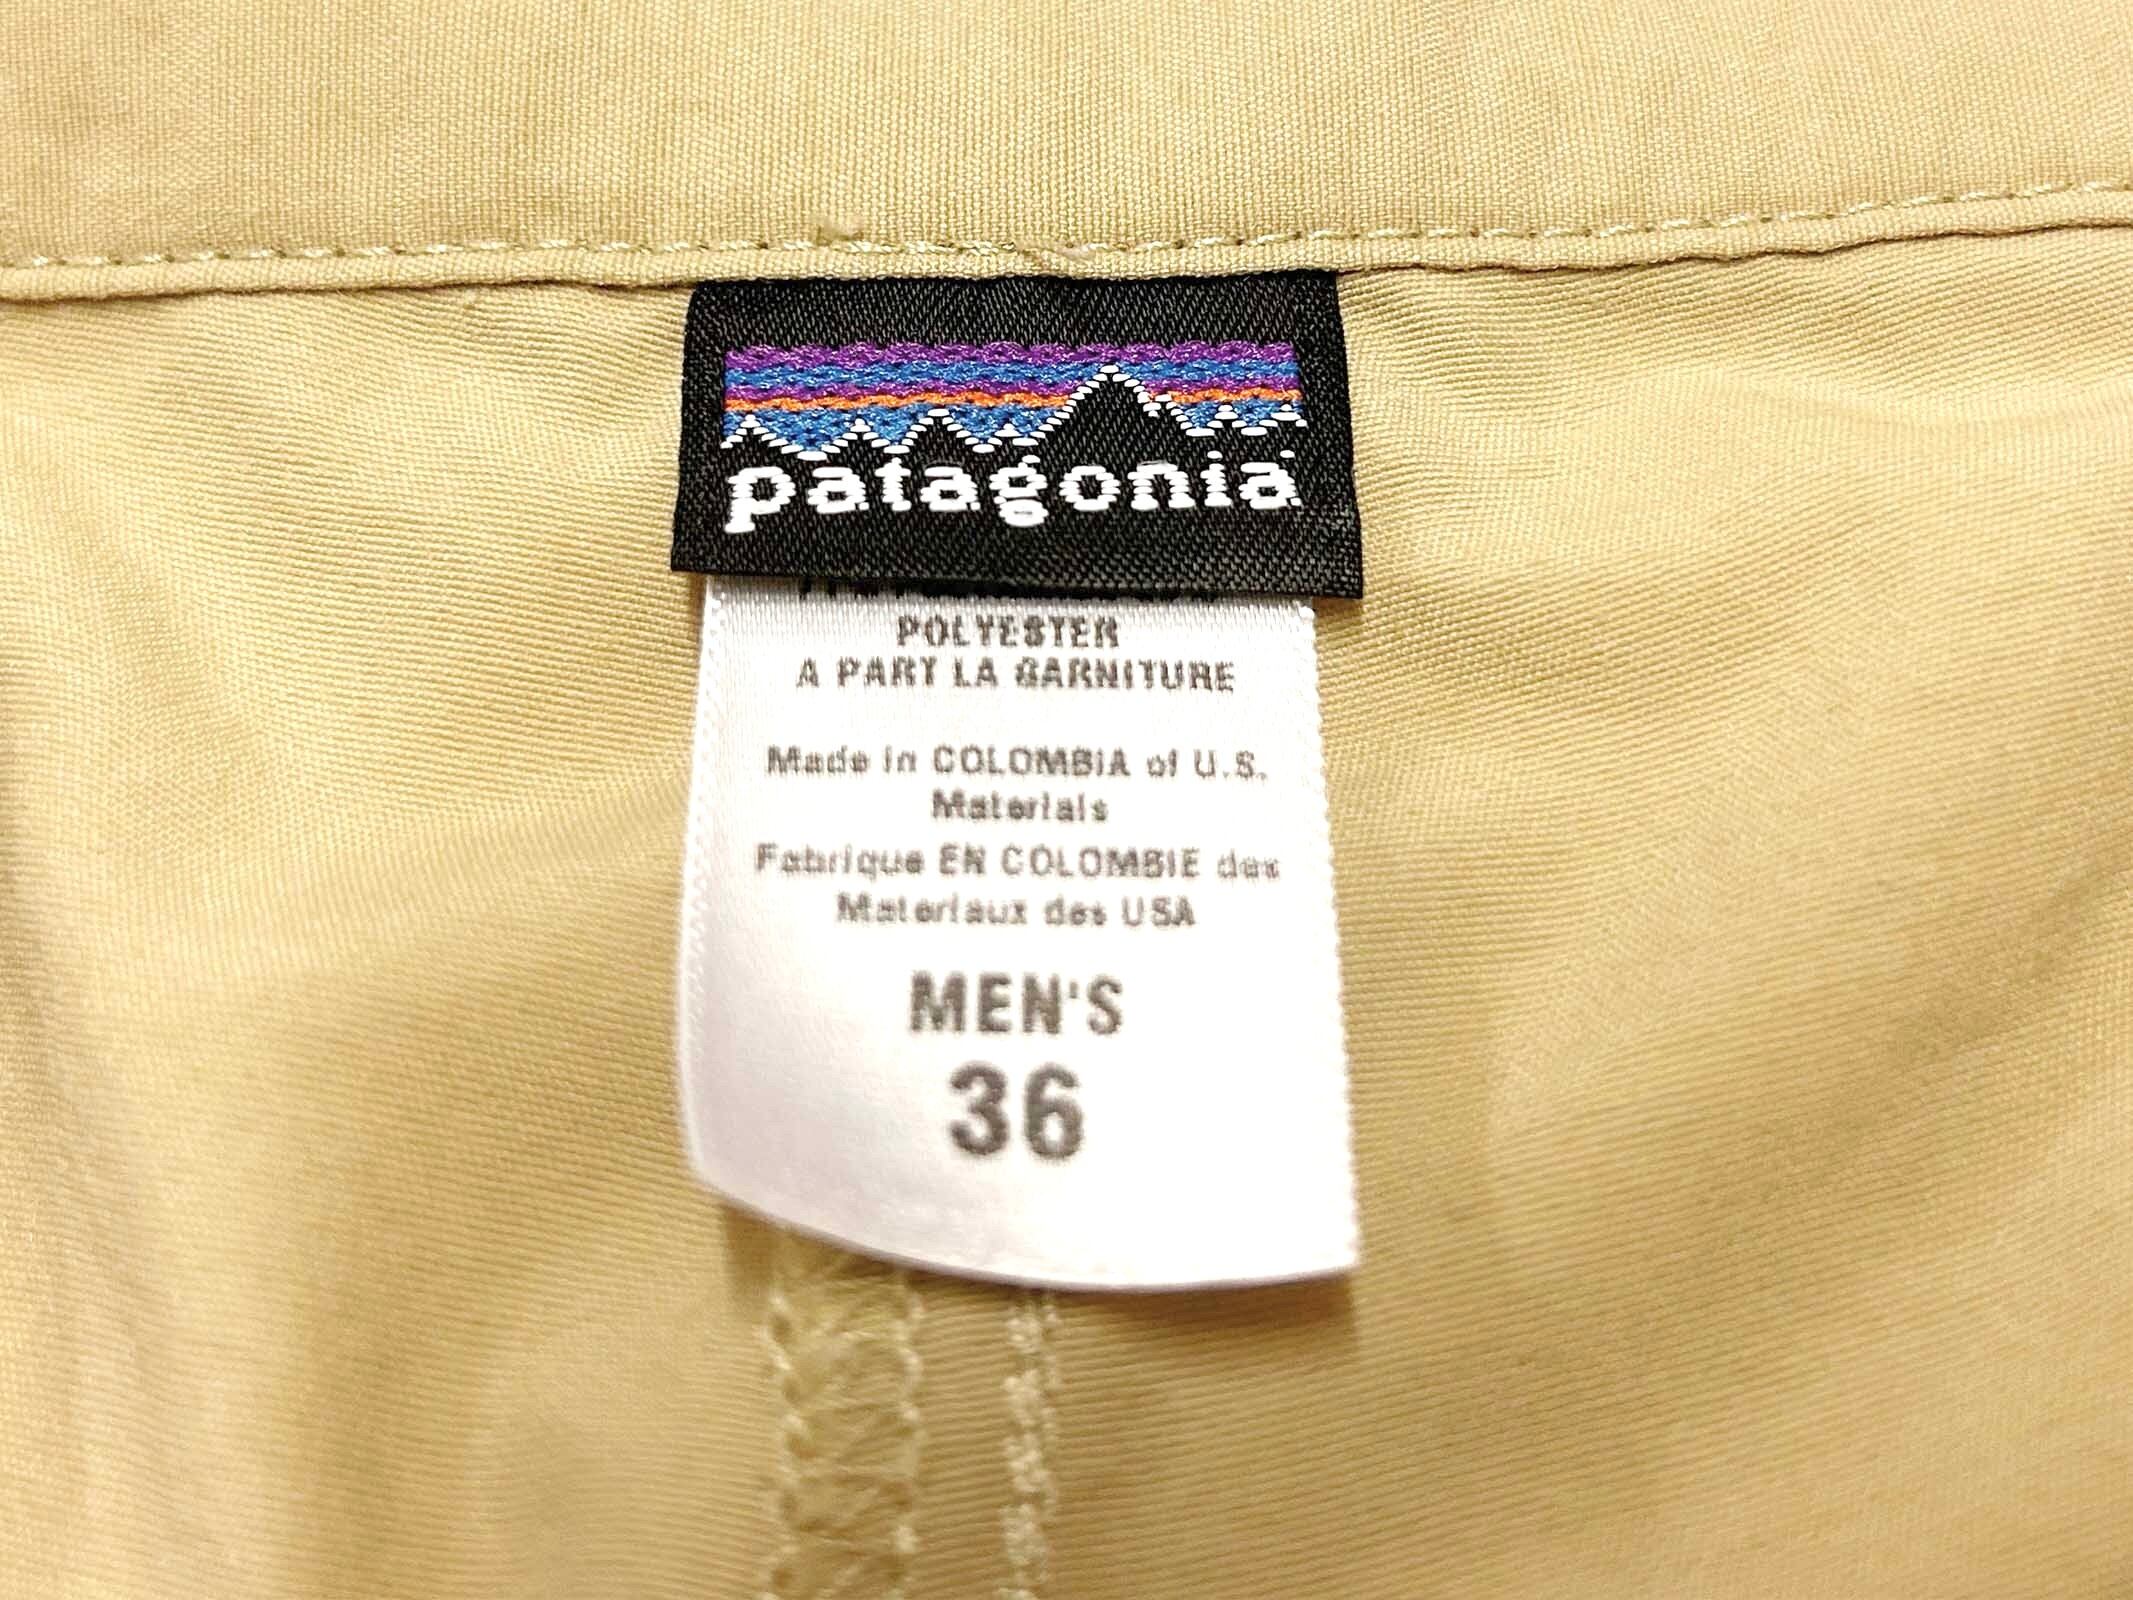 patagonia
POLYESTER
A PART LA GARNITURE
Made in COLOMBIA of U.S.
Materials
Fabrique EN COLOMBIE des
Materiaux des USA
MEN'S
36